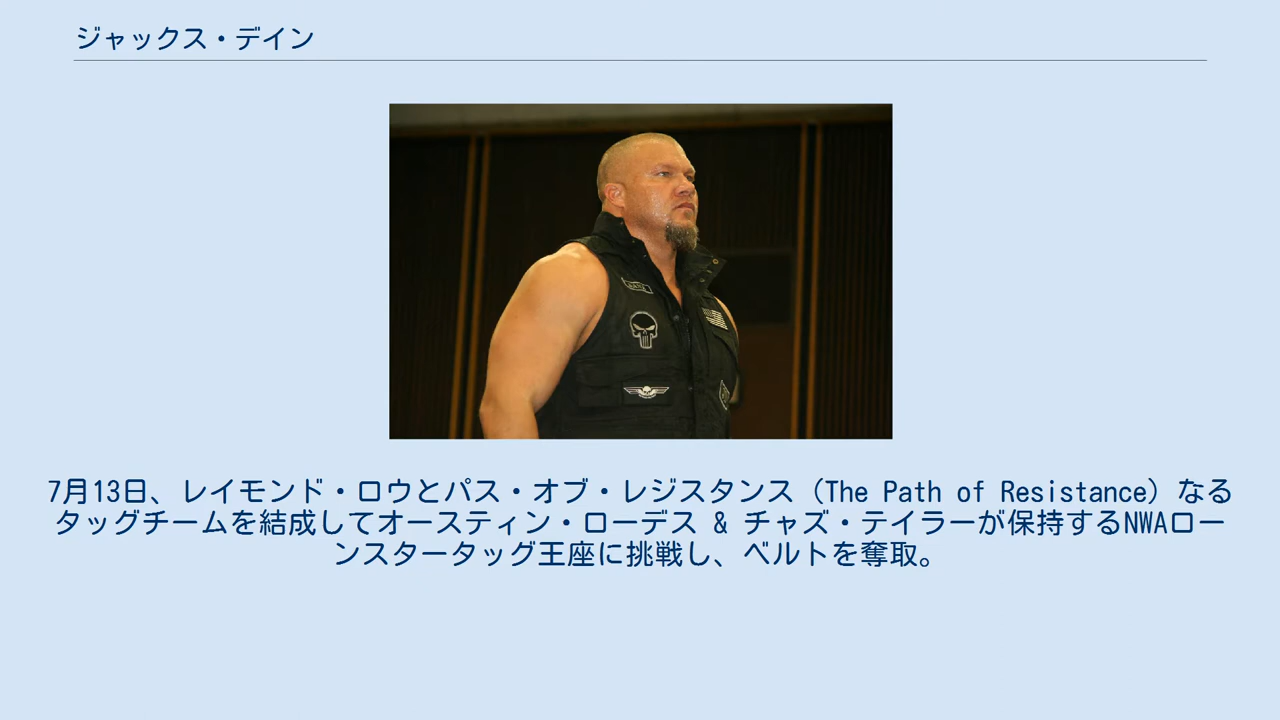 ジャックス・デイン
7月13日、レイモンド・ロウとパス・オブ・レジスタンス（The Path of Resistance）なる
タッグチームを結成してオースティン・ローデス & チャズ・テイラーが保持するNWAロー
ンスタータッグ王座に挑戦し、ベルトを奪取。